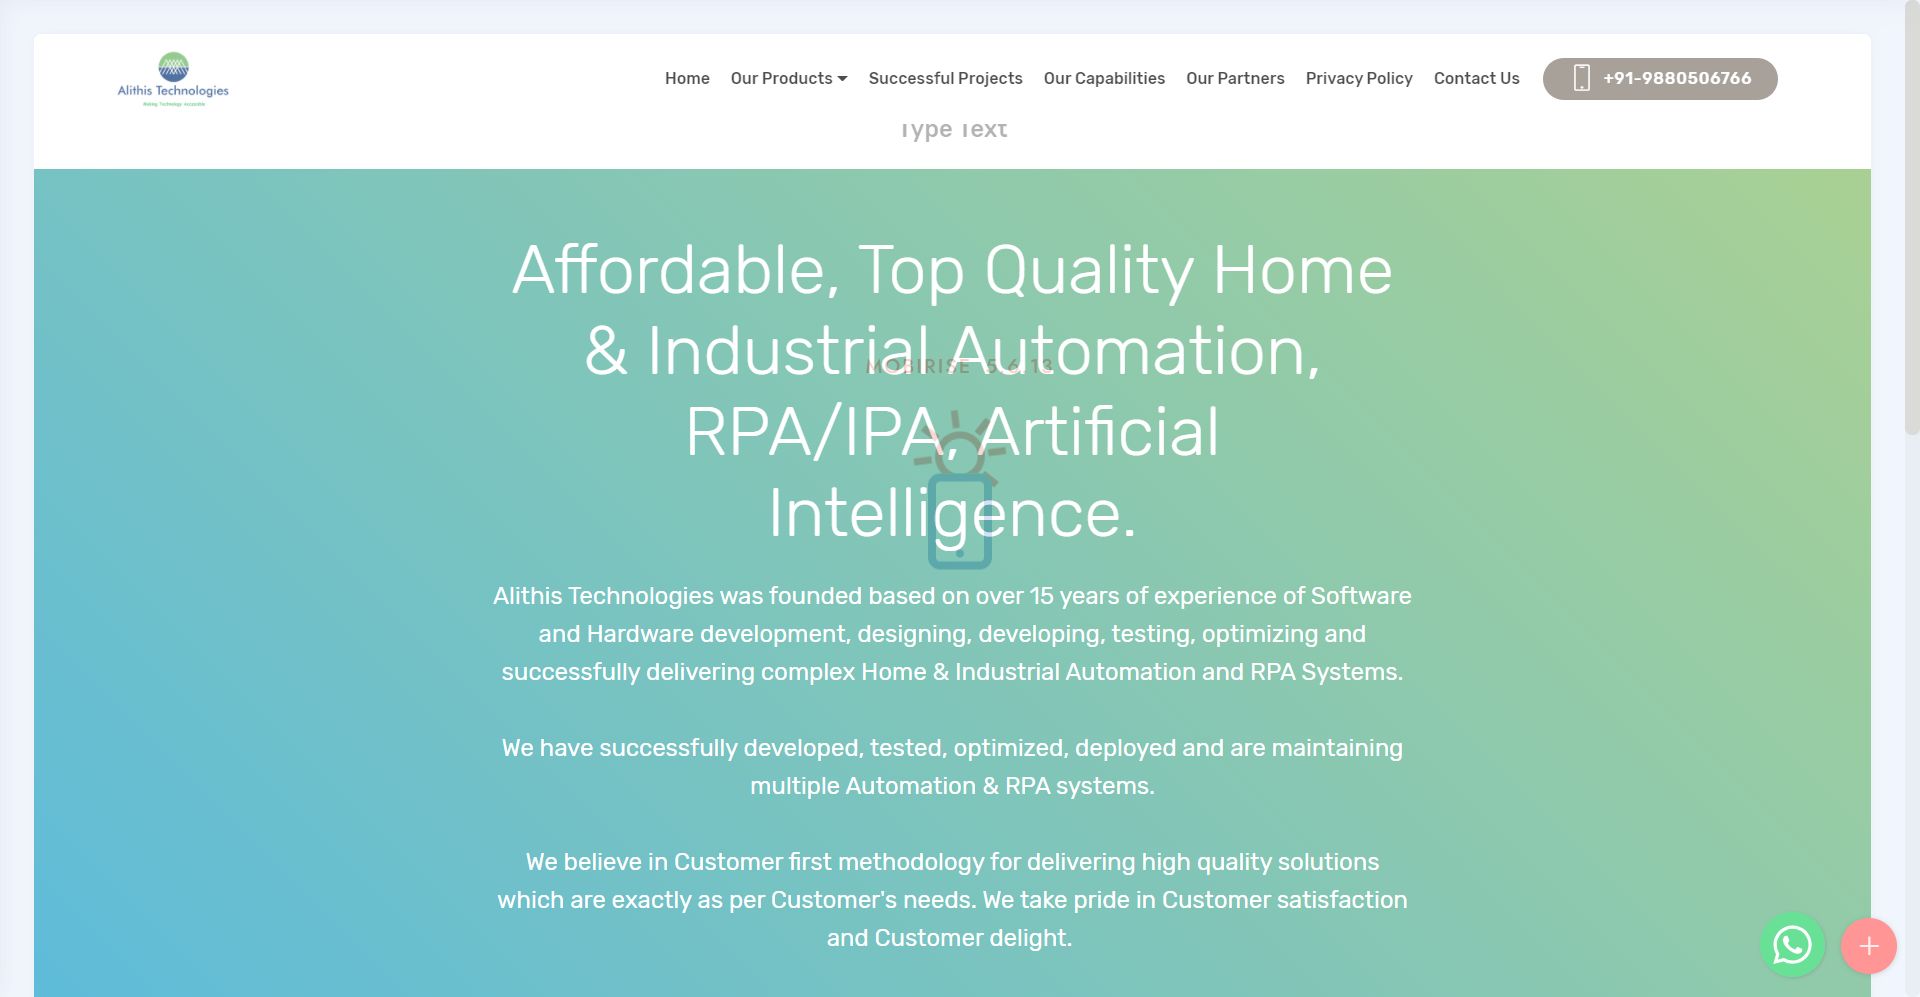 Alithis Technologies
Making Technology Accessible
Home
Our Products
Successful Projects
Our Capabilities
Our Partners
Privacy Policy
Contact Us
+91-9880506766
Type Text
Affordable, Top Quality Home
& Industrial Automation,
MOBIRISE 5.6.13
RPA/IPA, Artificial
Intelligence.
Alithis Technologies was founded based on over 15 years of experience of Software
and Hardware development, designing, developing, testing, optimizing and
successfully delivering complex Home & Industrial Automation and RPA Systems.
We have successfully developed, tested, optimized, deployed and are maintaining
multiple Automation & RPA systems.
We believe in Customer first methodology for delivering high quality solutions
which are exactly as per Customer's needs. We take pride in Customer satisfaction
and Customer delight.